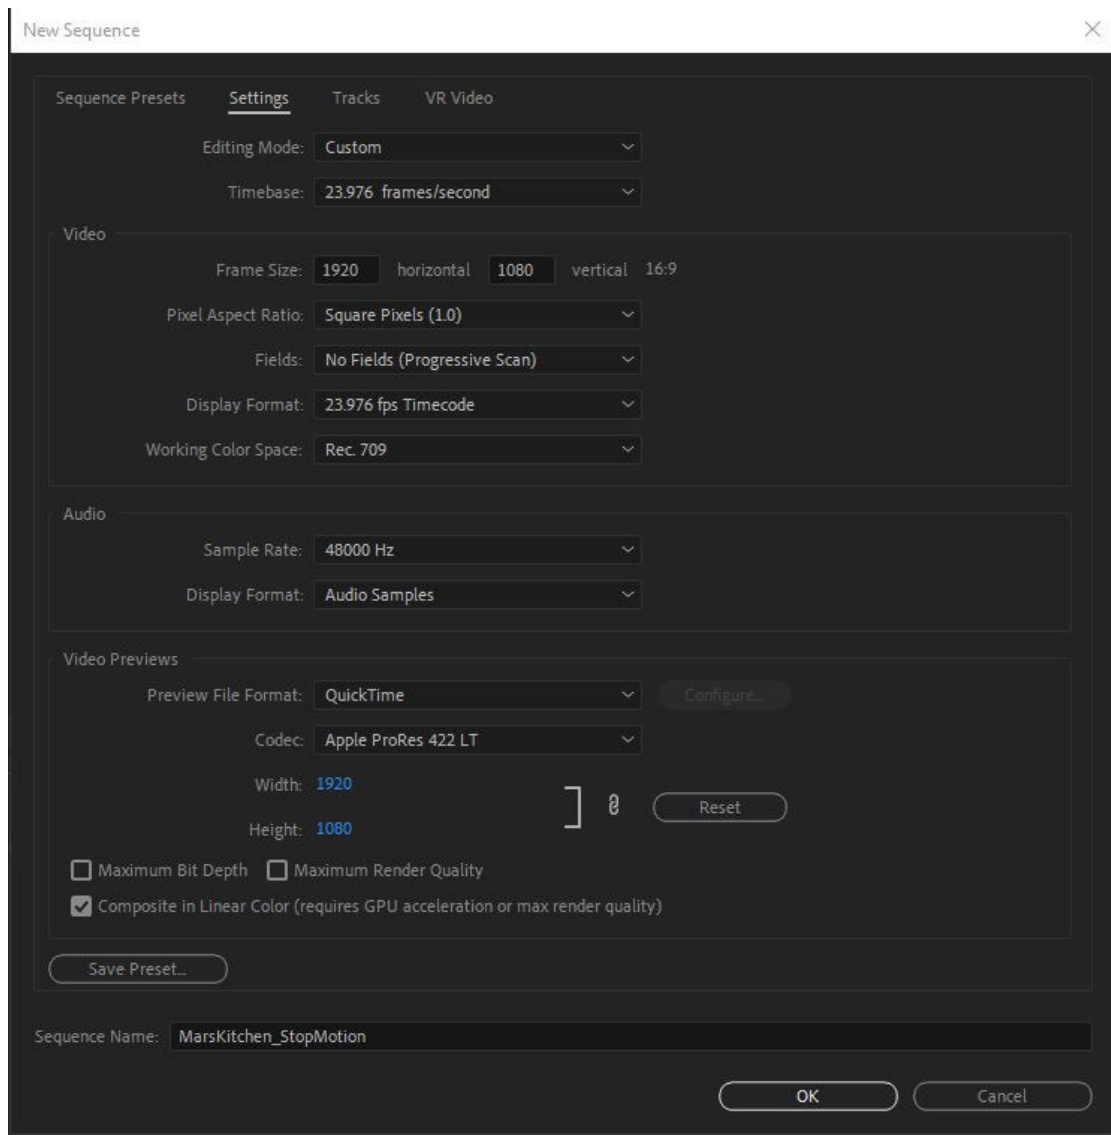 New Sequence
Sequence Presets Settings Tracks VR Video
Editing Mode: Custom
Timebase: 23.976 frames/second
Video
Frame Size: 1920 horizontal 1080 vertical 16:9
Pixel Aspect Ratio: Square Pixels (1.0)
Fields: No Fields (Progressive Scan)
Display Format: 23.976 fps Timecode
Working Color Space: Rec. 709
Audio
Sample Rate: 48000 Hz
Display Format: Audio Samples
Video Previews
Preview File Format: QuickTime Configure...
Codec: Apple ProRes 422 LT
Width: 1920
Reset
Height: 1080
Maximum Bit Depth Maximum Render Quality
Composite in Linear Color (requires GPU acceleration or max render quality)
Save Preset...
Sequence Name: MarsKitchen_StopMotion
OK Cancel